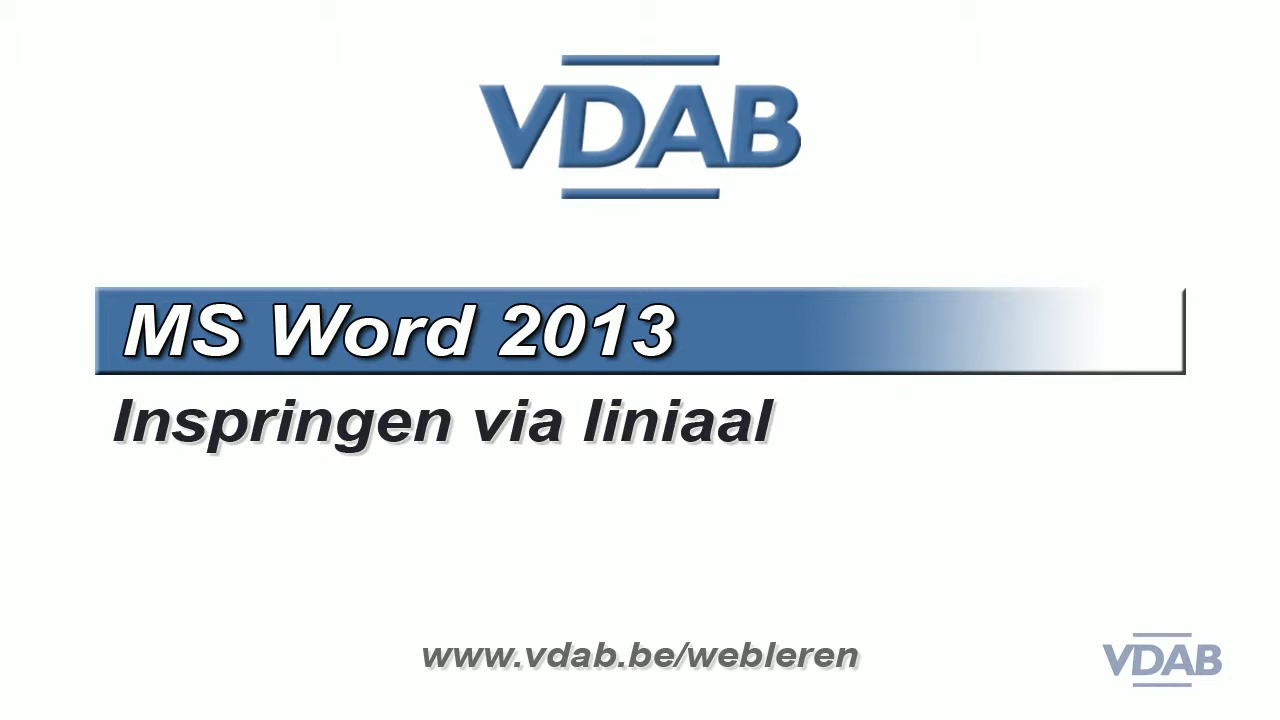 VDAB
MS Word 2013
Inspringen via liniaal
www.vdab.be/webleren
VDAB